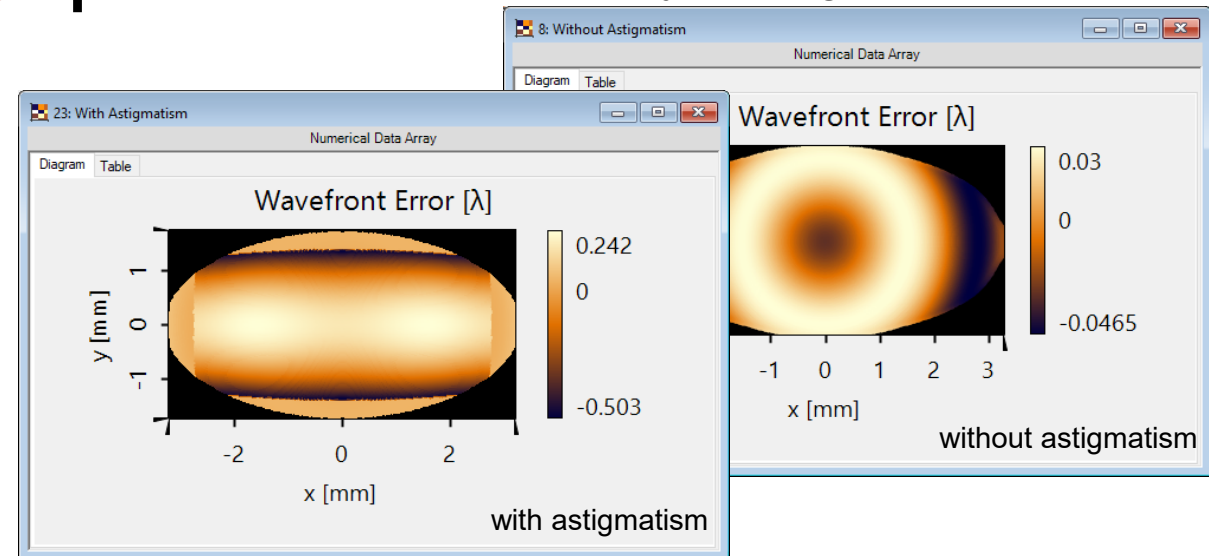 8: Without Astigmatism
Numerical Data Array
Diagram Table
Wavefront Error [λ]
0.03
0
-0.0465
-1 0 1 2 3
x [mm]
without astigmatism
23: With Astigmatism
Numerical Data Array
Diagram Table
Wavefront Error [λ]
0.242
0
-0.503
1
0
-1
y [mm]
-2 0 2
x [mm]
with astigmatism